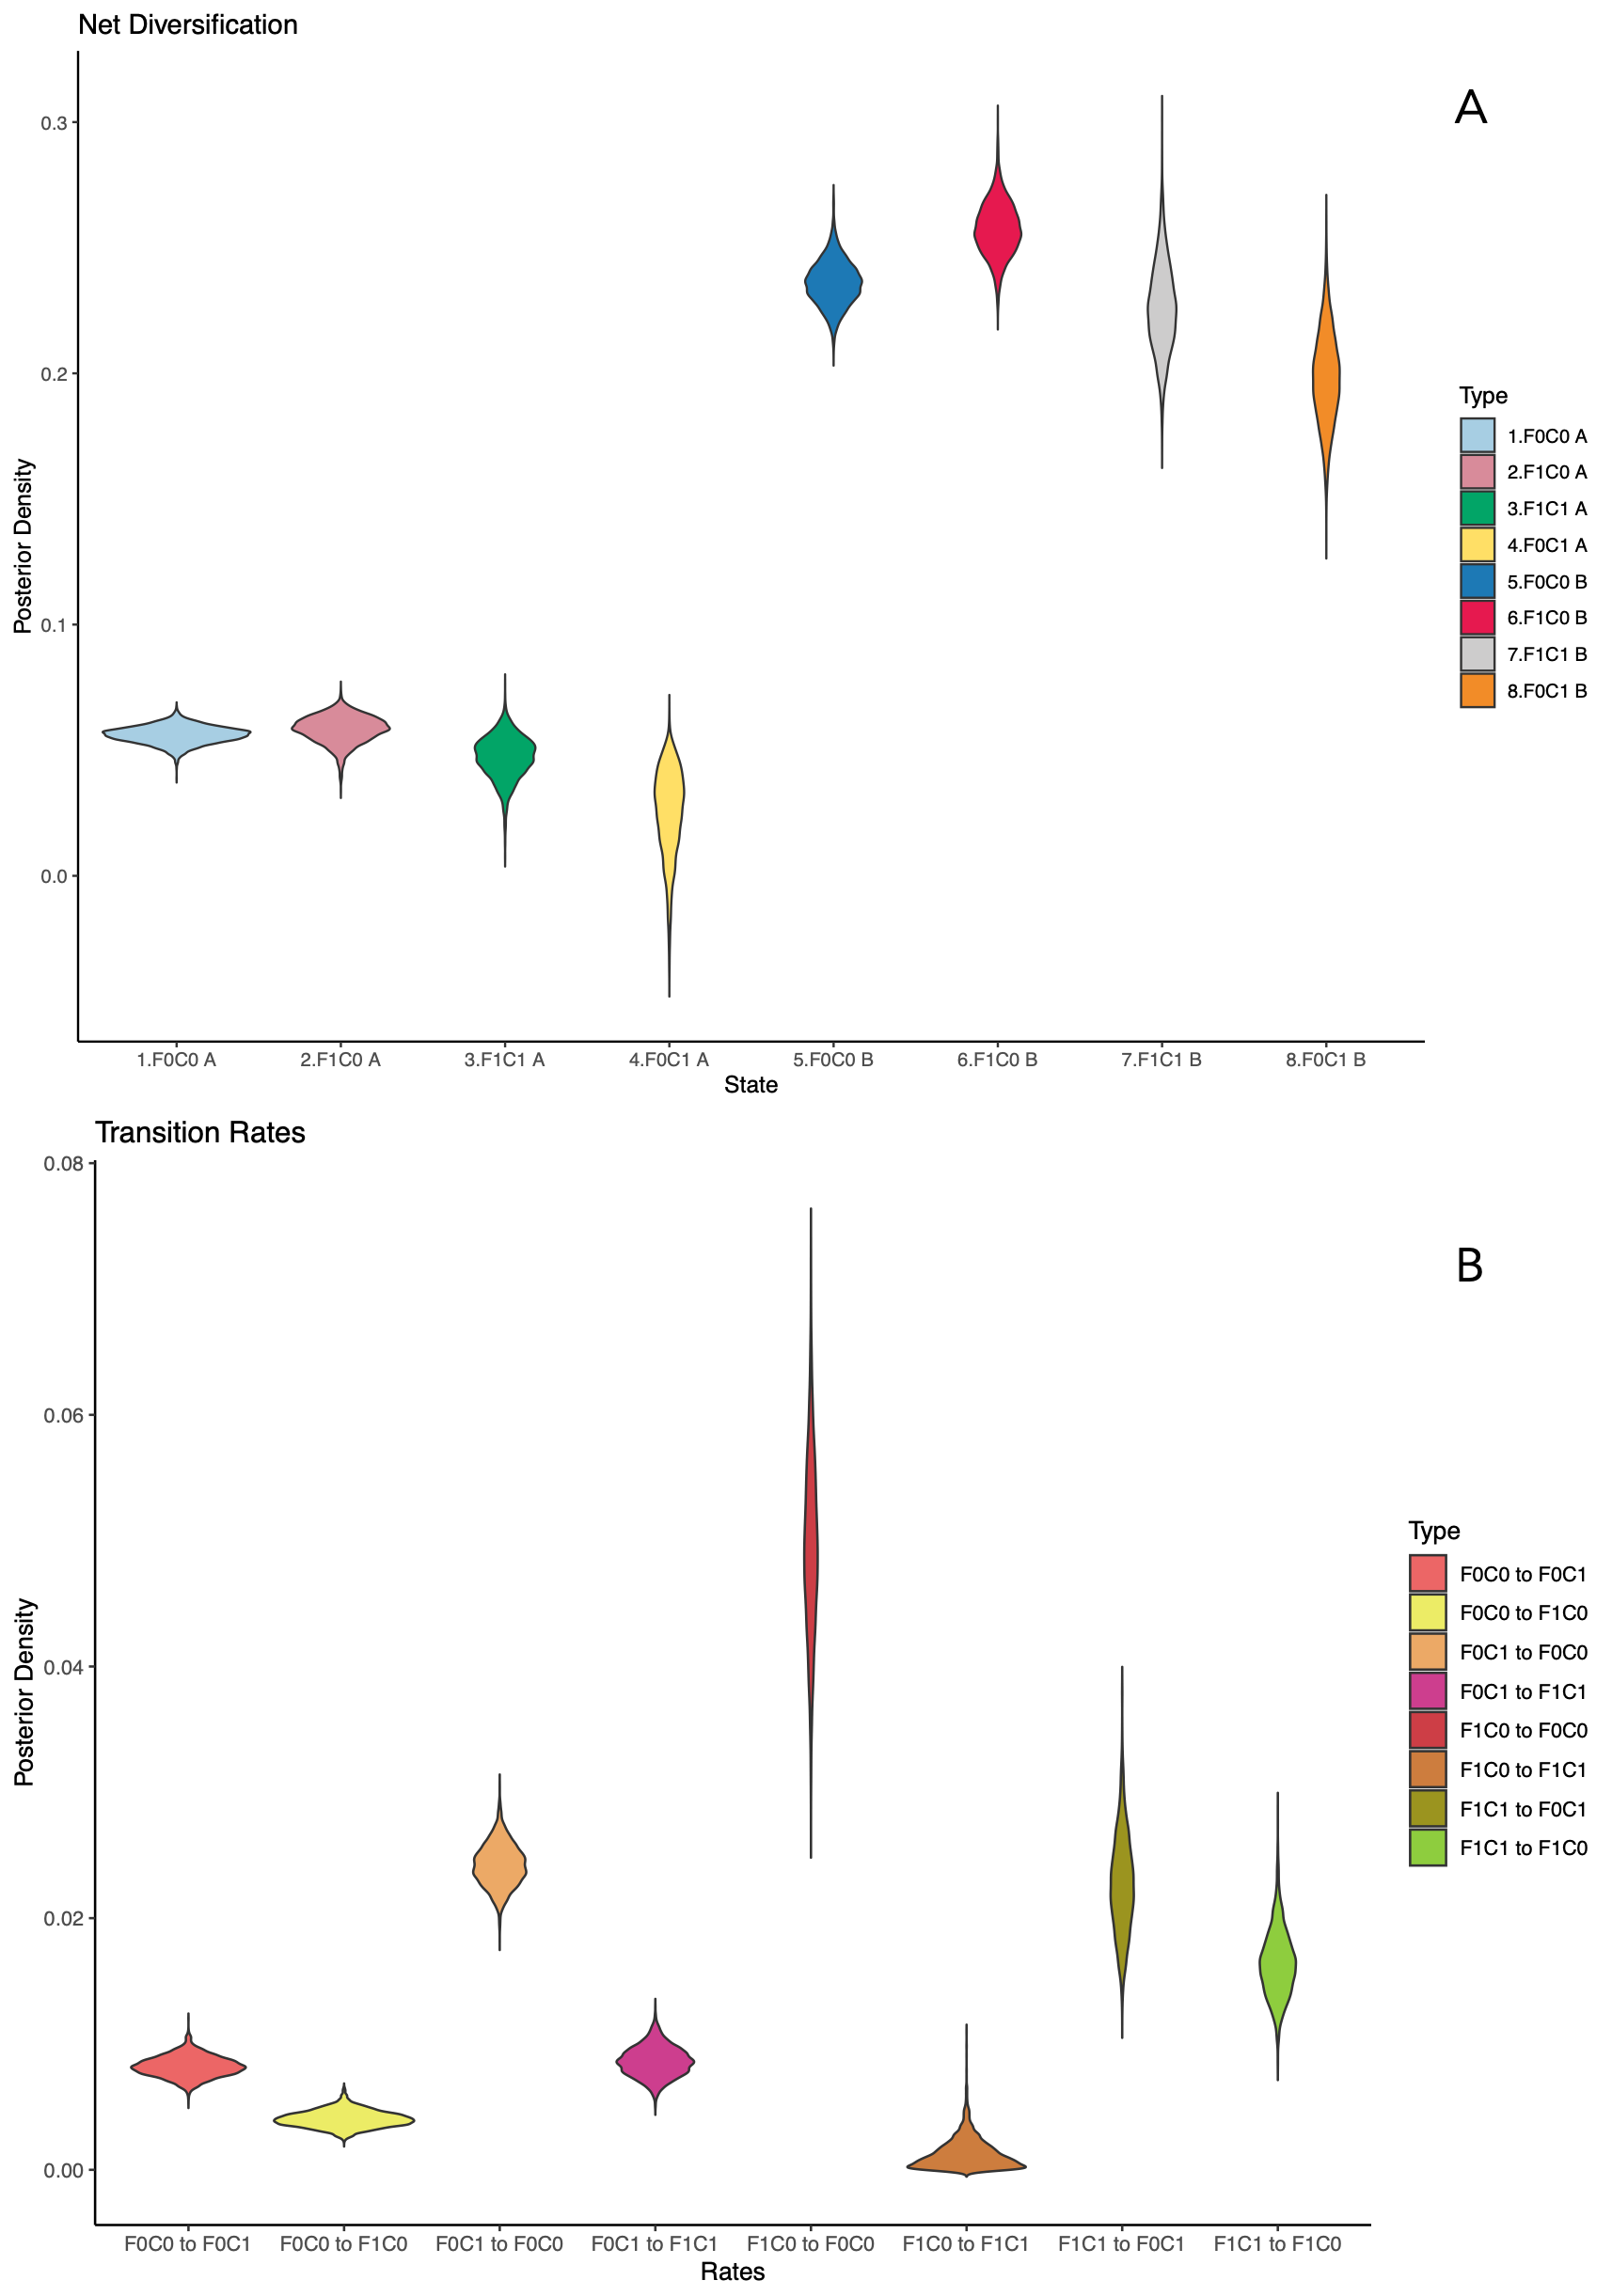 Net Diversification
A
0.3
0.2
0.1
0.0
Posterior Density
1.F0C0 A
2.F1C0 A
3.F1C1 A
4.F0C1 A
5.F0C0 B
6.F1C0 B
7.F1C1 B
8.F0C1 B
State
Type
1.F0C0 A
2.F1C0 A
3.F1C1 A
4.F0C1 A
5.F0C0 B
6.F1C0 B
7.F1C1 B
8.F0C1 B
Transition Rates
B
0.08
0.06
0.04
0.02
0.00
Posterior Density
F0C0 to F0C1
F0C0 to F1C0
F0C1 to F0C0
F0C1 to F1C1
F1C0 to F0C0
F1C0 to F1C1
F1C1 to F0C1
F1C1 to F1C0
Rates
Type
F0C0 to F0C1
F0C0 to F1C0
F0C1 to F0C0
F0C1 to F1C1
F1C0 to F0C0
F1C0 to F1C1
F1C1 to F0C1
F1C1 to F1C0